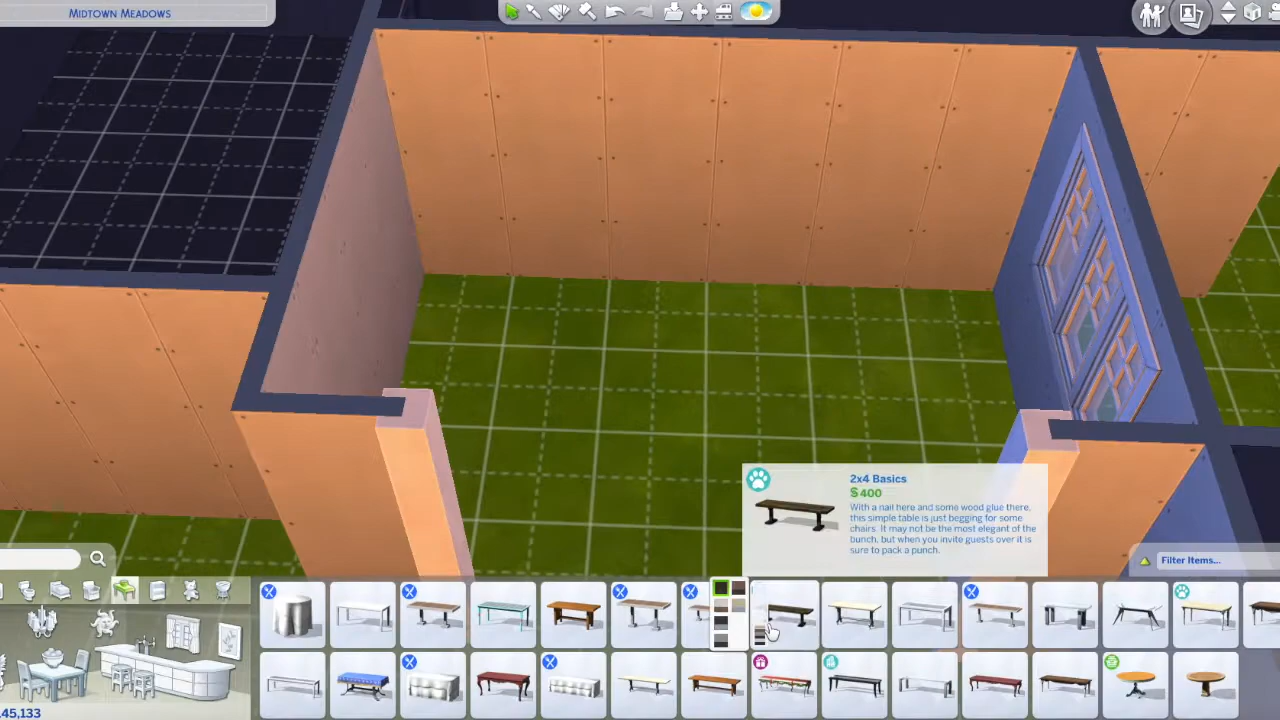 Midtown Meadows
2x4 Basics
$400
With a nail here and some wood glue there,
this simple table is just begging for some
chairs. It may not be the most elegant of the
bunch, but when you invite guests over it is
sure to pack a punch.
Filter Items...
45,133